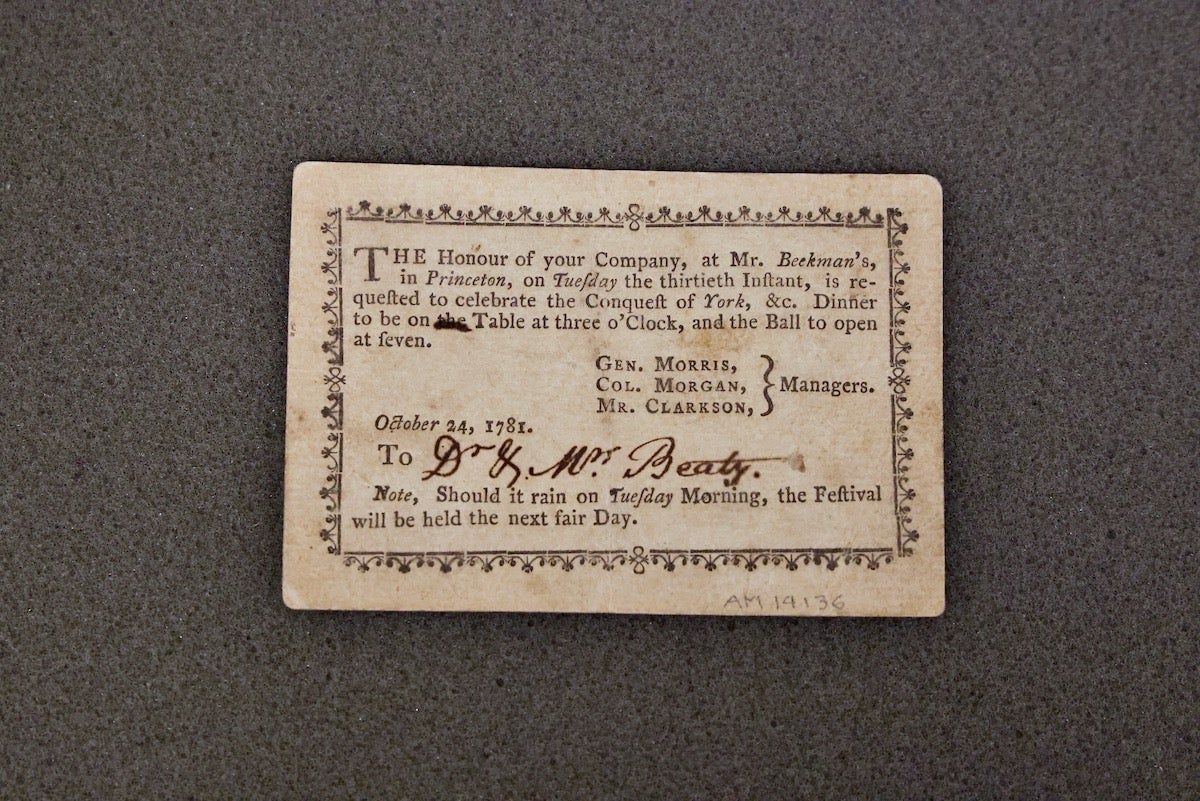 THE Honour of your Company, at Mr. Beekman's,
in Princeton, on Tueſday the thirtieth Inſtant, is re-
queſted to celebrate the Conqueſt of York, &c. Dinner
to be on the Table at three o'Clock, and the Ball to open
at ſeven.
GEN. MORRIS,
COL. MORGAN, } Managers.
MR. CLARKSON,
October 24, 1781.
To Dr & Mrs Beaty.
Note, Should it rain on Tueſday Morning, the Feſtival
will be held the next fair Day.
AM 14136